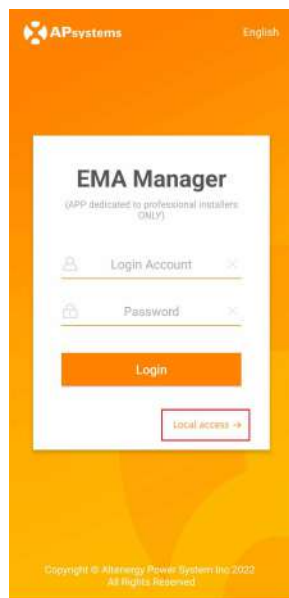 APsystems
English
EMA Manager
(APP dedicated to professional installers
ONLY)
Login Account
Password
Login
Local access →
Copyright © Altenergy Power System Inc 2022
All Rights Reserved